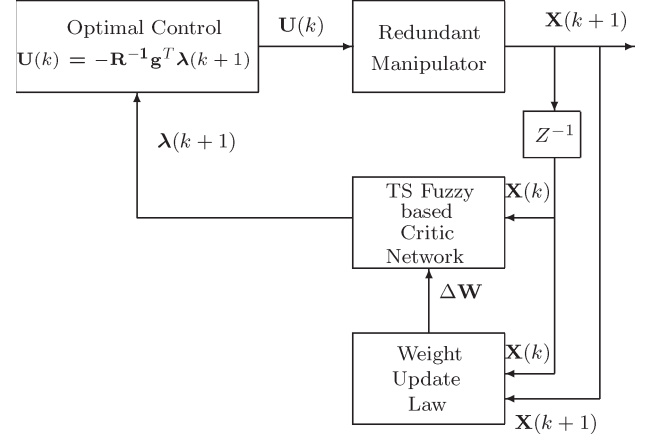 Optimal Control
U(k) = −R⁻¹gᵀλ(k+1)
U(k)
Redundant
Manipulator
X(k+1)
Z⁻¹
λ(k+1)
TS Fuzzy
based
Critic
Network
X(k)
ΔW
Weight
Update
Law
X(k)
X(k+1)